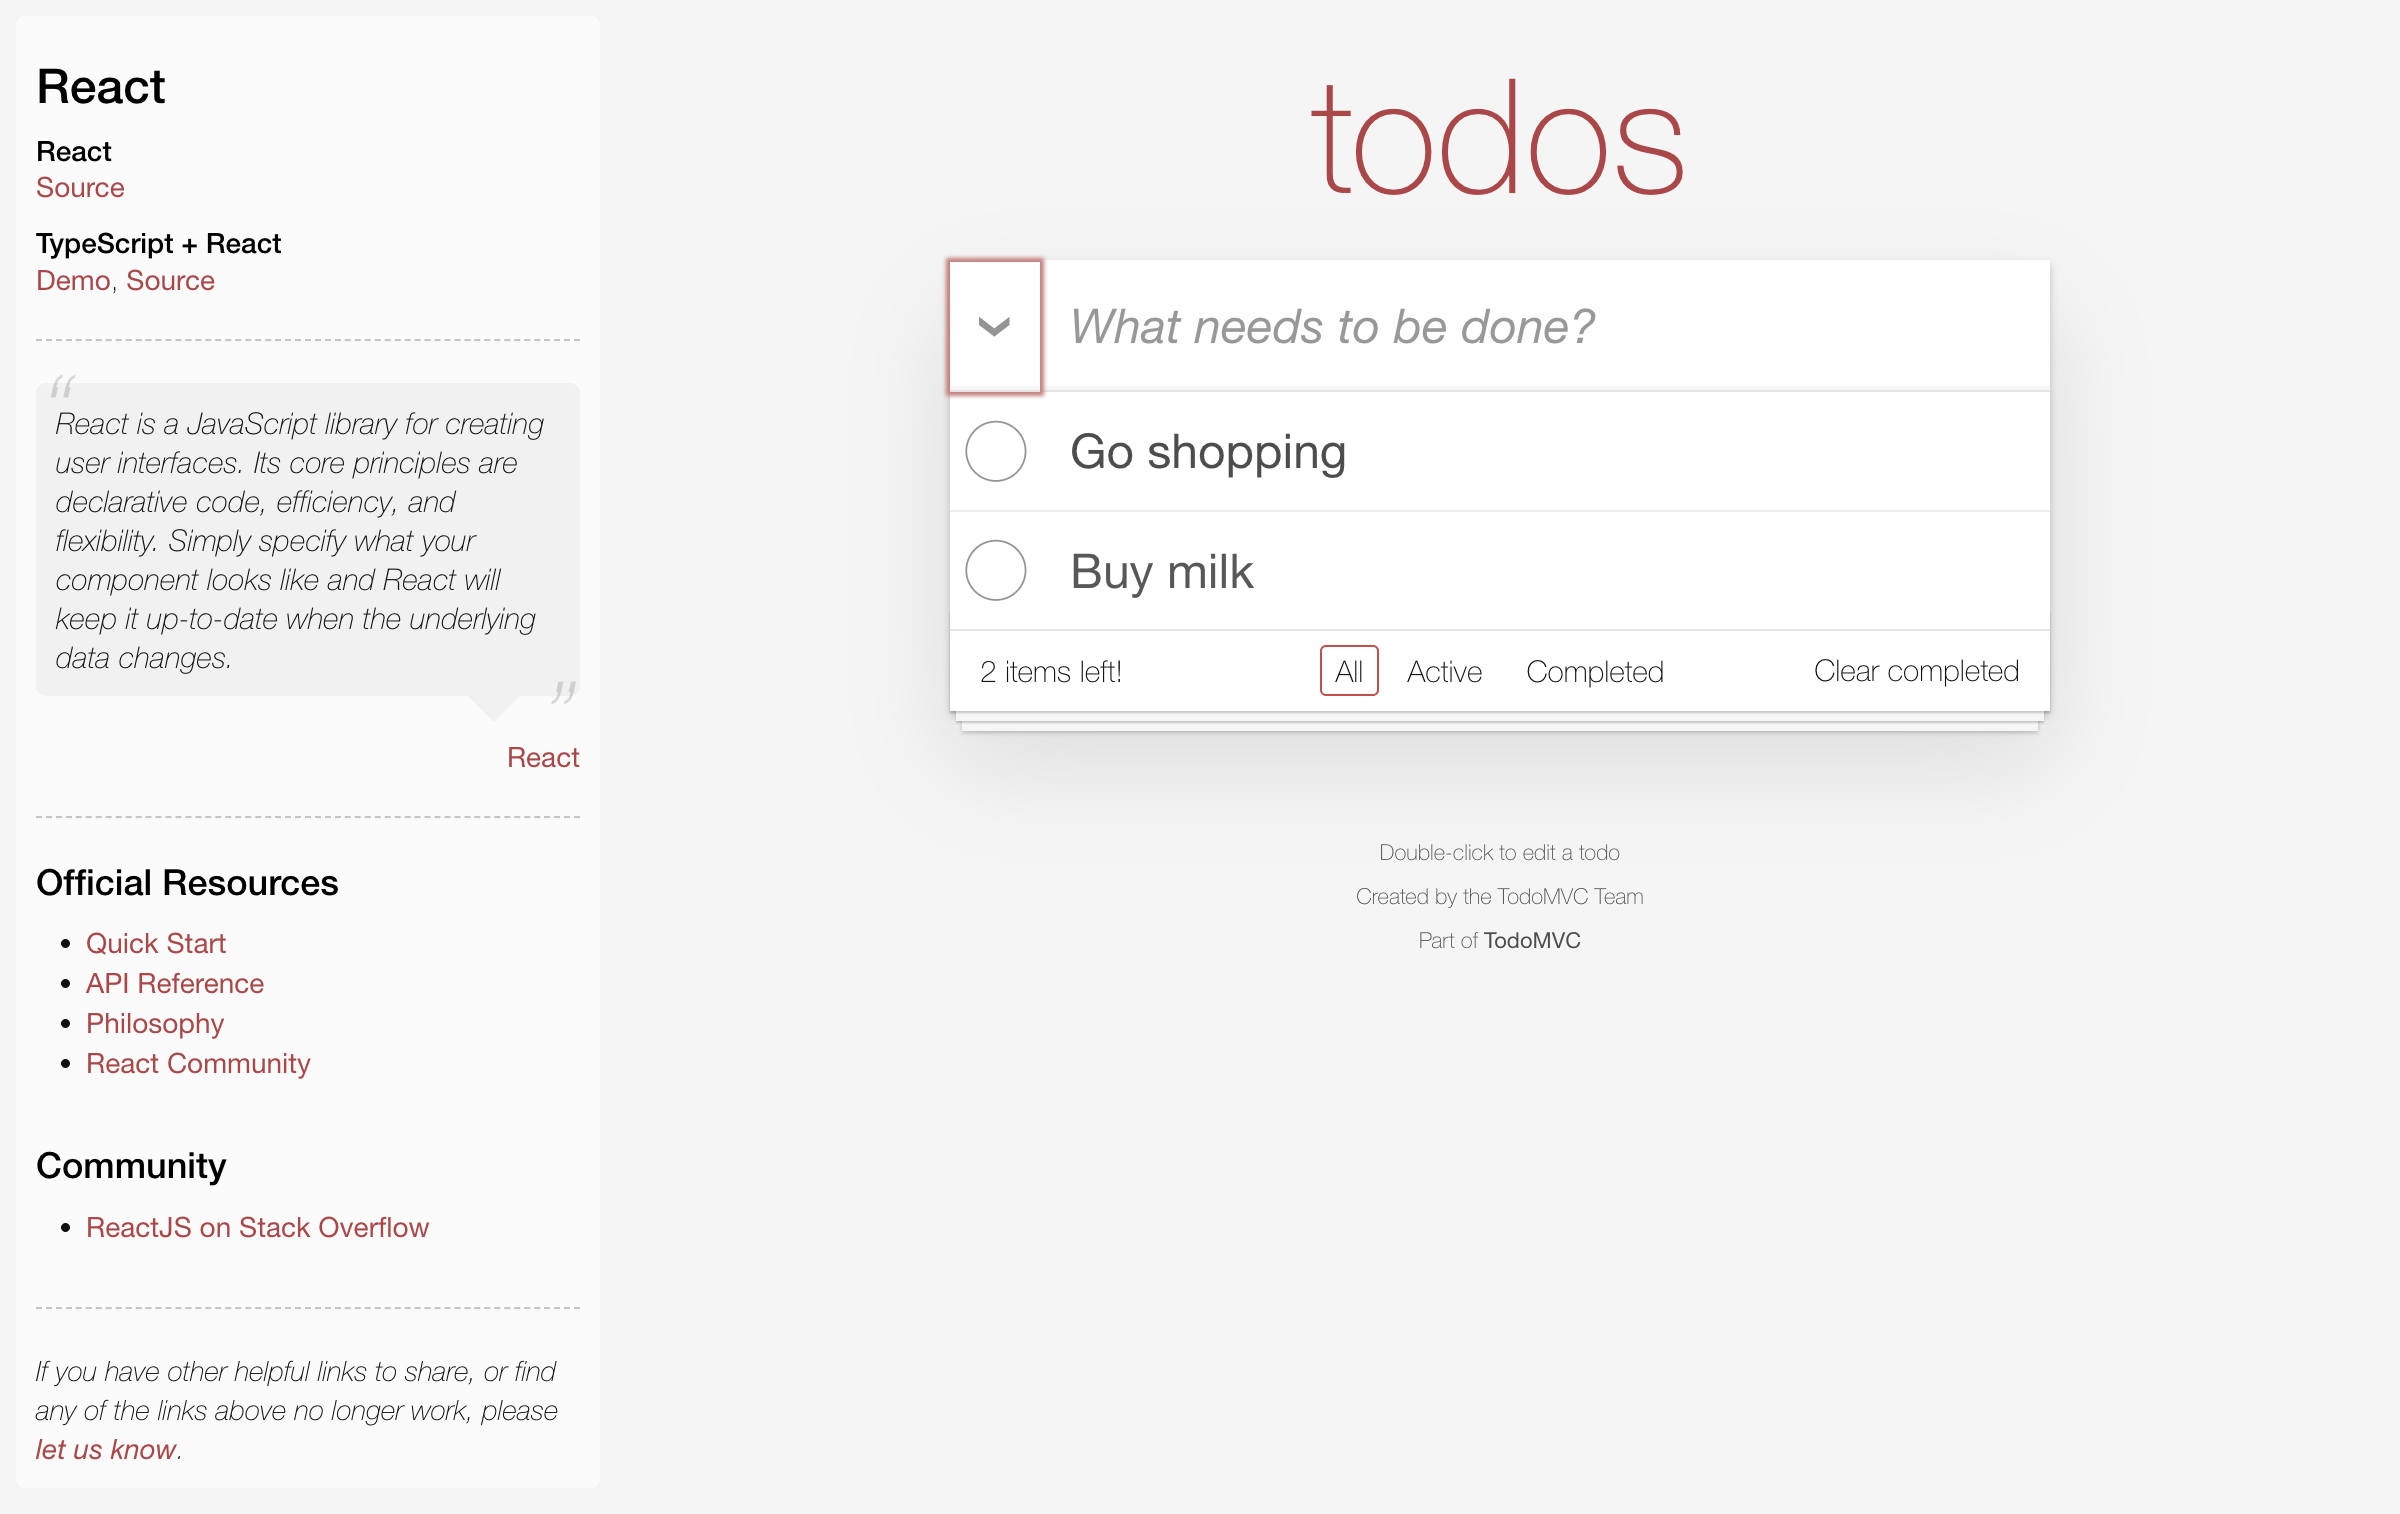 React
React
Source
TypeScript + React
Demo, Source
“
React is a JavaScript library for creating
user interfaces. Its core principles are
declarative code, efficiency, and
flexibility. Simply specify what your
component looks like and React will
keep it up-to-date when the underlying
data changes.
”
React
Official Resources
• Quick Start
• API Reference
• Philosophy
• React Community
Community
• ReactJS on Stack Overflow
If you have other helpful links to share, or find
any of the links above no longer work, please
let us know.
todos
What needs to be done?
Go shopping
Buy milk
2 items left! All Active Completed Clear completed
Double-click to edit a todo
Created by the TodoMVC Team
Part of TodoMVC